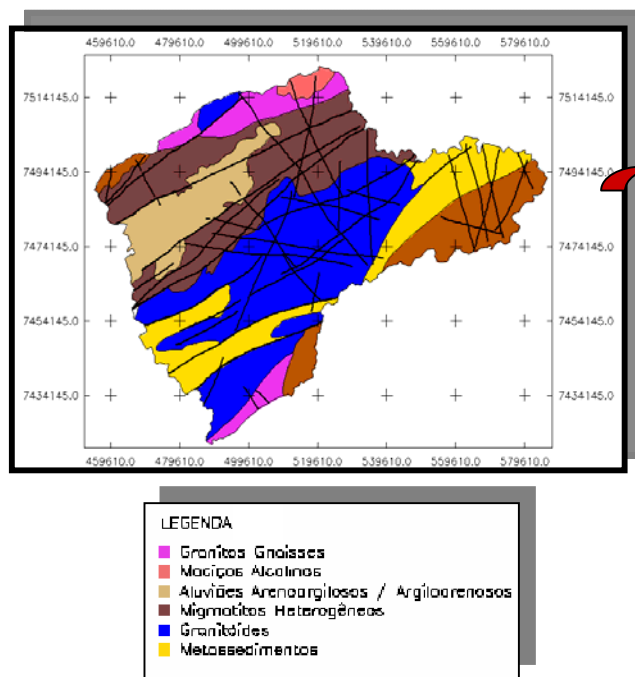 459610.0 479610.0 499610.0 519610.0 539610.0 559610.0 579610.0
7514145.0 7514145.0
7494145.0 7494145.0
7474145.0 7474145.0
7454145.0 7454145.0
7434145.0 7434145.0
459610.0 479610.0 499610.0 519610.0 539610.0 559610.0 579610.0
LEGENDA
Granitos Gnaisses
Maciços Alcalinos
Aluviães Arenoargilosos / Argiloarenosos
Migmatitos Heterogêneos
Granitóides
Metassedimentos